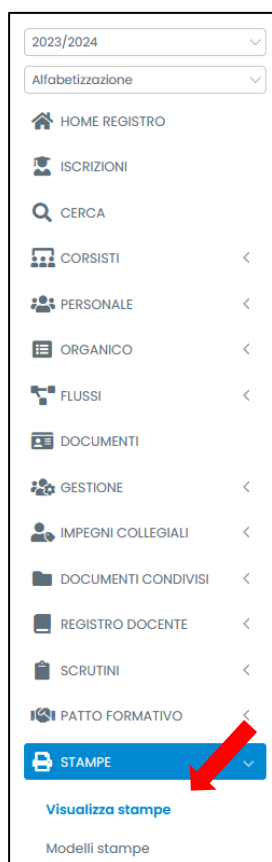 2023/2024
Alfabetizzazione
HOME REGISTRO
ISCRIZIONI
CERCA
CORSISTI
PERSONALE
ORGANICO
FLUSSI
DOCUMENTI
GESTIONE
IMPEGNI COLLEGIALI
DOCUMENTI CONDIVISI
REGISTRO DOCENTE
SCRUTINI
PATTO FORMATIVO
STAMPE
Visualizza stampe
Modelli stampe